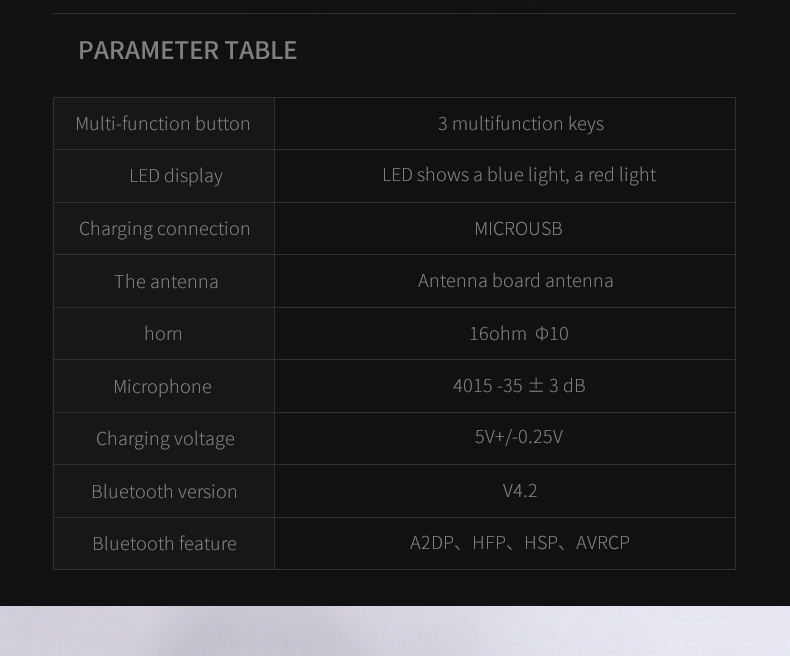 PARAMETER TABLE
Multi-function button 3 multifunction keys
LED display LED shows a blue light, a red light
Charging connection MICROUSB
The antenna Antenna board antenna
horn 16ohm Φ10
Microphone 4015 -35 ± 3 dB
Charging voltage 5V+/-0.25V
Bluetooth version V4.2
Bluetooth feature A2DP、HFP、HSP、AVRCP